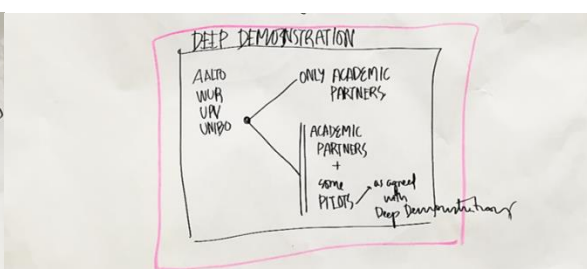 DEEP DEMONSTRATION
AALTO
WUR
UPV
UNIBO
ONLY ACADEMIC
PARTNERS
ACADEMIC
PARTNERS
+
some
PILOTS
as agreed
with
Deep Demonstrations